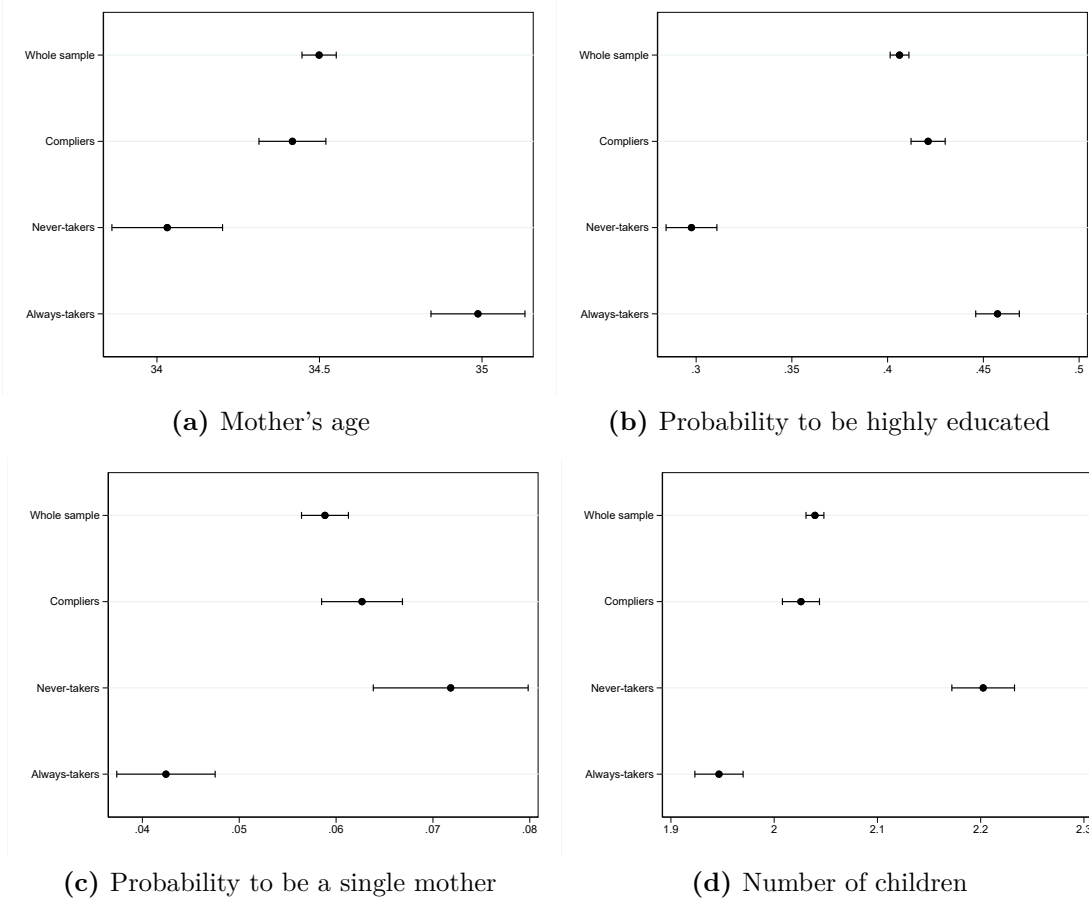 Whole sample
Compliers
Never-takers
Always-takers
34 34.5 35
(a) Mother's age
Whole sample
Compliers
Never-takers
Always-takers
.3 .35 .4 .45 .5
(b) Probability to be highly educated
Whole sample
Compliers
Never-takers
Always-takers
.04 .05 .06 .07 .08
(c) Probability to be a single mother
Whole sample
Compliers
Never-takers
Always-takers
1.9 2 2.1 2.2 2.3
(d) Number of children